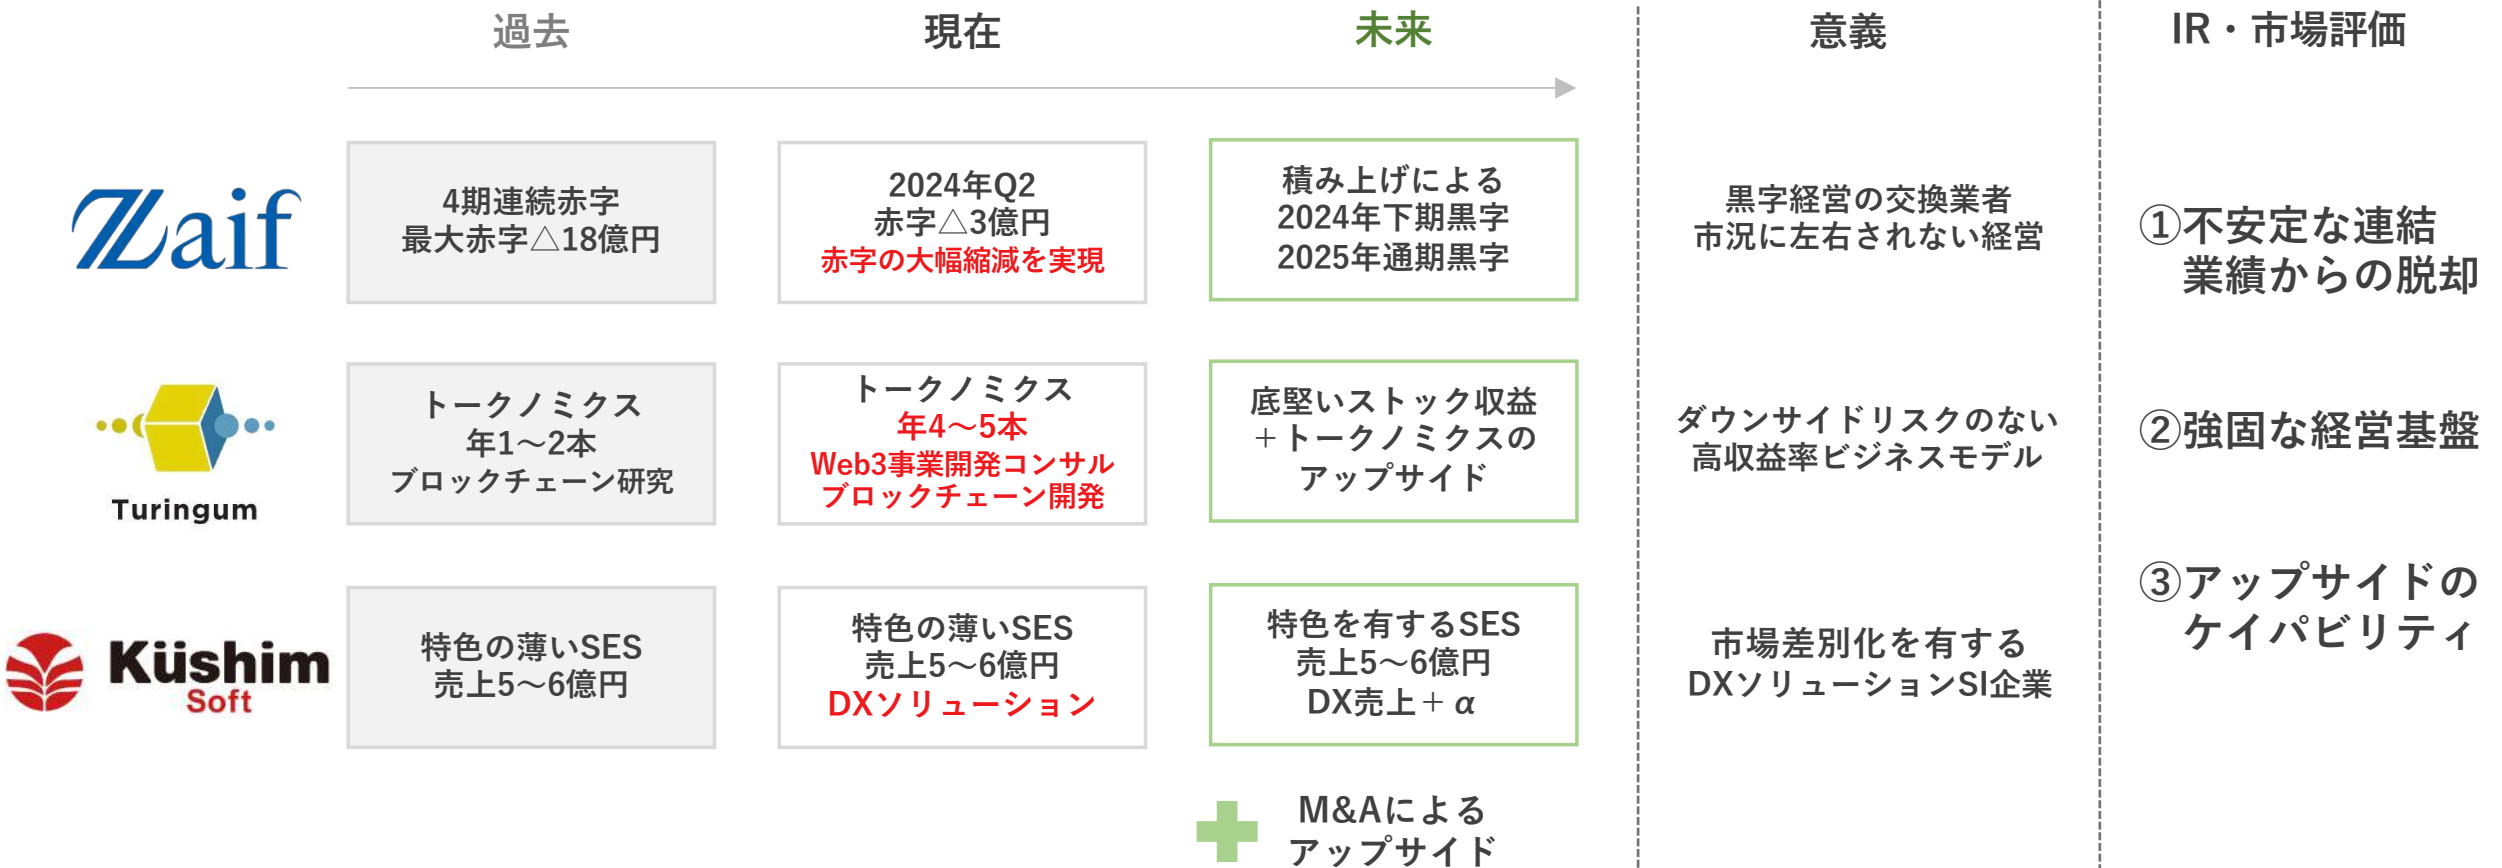 過去
現在
未来
意義
IR・市場評価
Zaif
4期連続赤字
最大赤字△18億円
2024年Q2
赤字△3億円
赤字の大幅縮減を実現
積み上げによる
2024年下期黒字
2025年通期黒字
黒字経営の交換業者
市況に左右されない経営
①不安定な連結
業績からの脱却
Turingum
トークノミクス
年1～2本
ブロックチェーン研究
トークノミクス
年4～5本
Web3事業開発コンサル
ブロックチェーン開発
底堅いストック収益
＋トークノミクスの
アップサイド
ダウンサイドリスクのない
高収益率ビジネスモデル
②強固な経営基盤
Küshim
Soft
特色の薄いSES
売上5～6億円
特色の薄いSES
売上5～6億円
DXソリューション
特色を有するSES
売上5～6億円
DX売上＋α
市場差別化を有する
DXソリューションSI企業
③アップサイドの
ケイパビリティ
M&Aによる
アップサイド